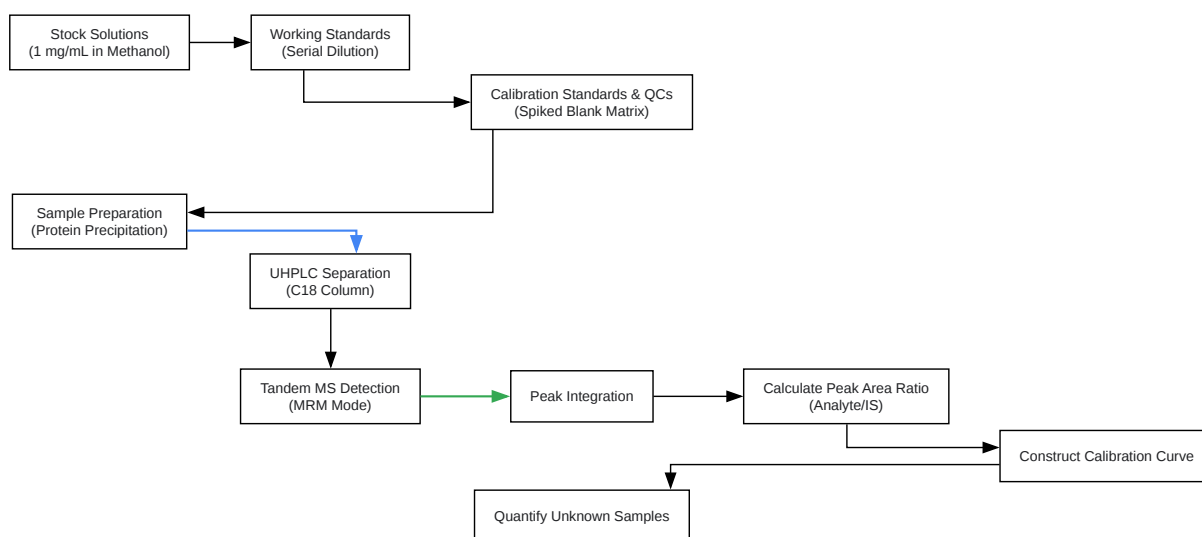 Stock Solutions
(1 mg/mL in Methanol)
Working Standards
(Serial Dilution)
Calibration Standards & QCs
(Spiked Blank Matrix)
Sample Preparation
(Protein Precipitation)
UHPLC Separation
(C18 Column)
Tandem MS Detection
(MRM Mode)
Peak Integration
Calculate Peak Area Ratio
(Analyte/IS)
Construct Calibration Curve
Quantify Unknown Samples